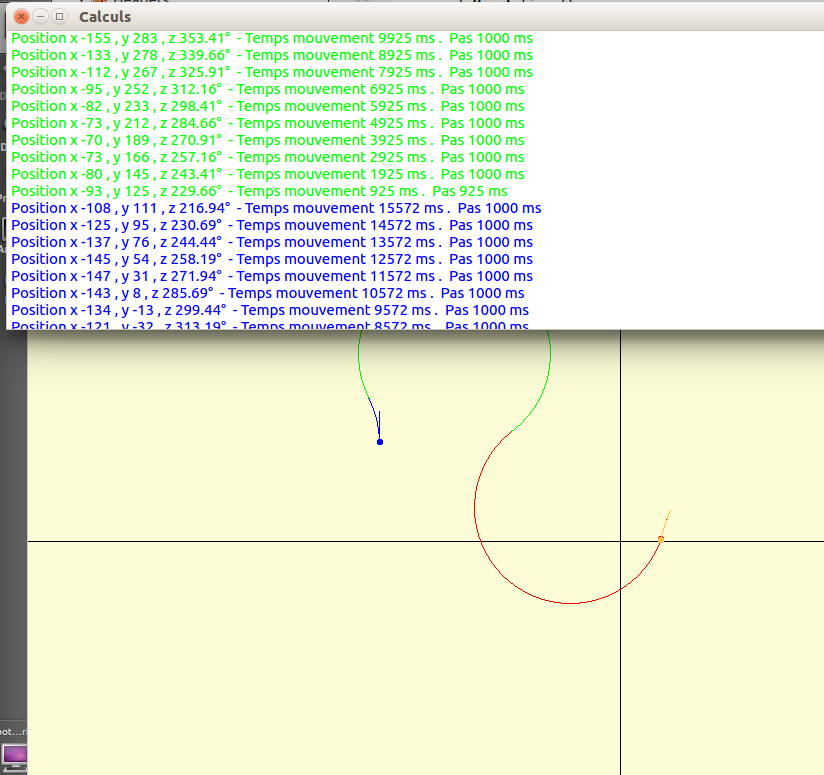 Calculs
Position x -155 , y 283 , z 353.41° - Temps mouvement 9925 ms . Pas 1000 ms
Position x -133 , y 278 , z 339.66° - Temps mouvement 8925 ms . Pas 1000 ms
Position x -112 , y 267 , z 325.91° - Temps mouvement 7925 ms . Pas 1000 ms
Position x -95 , y 252 , z 312.16° - Temps mouvement 6925 ms . Pas 1000 ms
Position x -82 , y 233 , z 298.41° - Temps mouvement 5925 ms . Pas 1000 ms
Position x -73 , y 212 , z 284.66° - Temps mouvement 4925 ms . Pas 1000 ms
Position x -70 , y 189 , z 270.91° - Temps mouvement 3925 ms . Pas 1000 ms
Position x -73 , y 166 , z 257.16° - Temps mouvement 2925 ms . Pas 1000 ms
Position x -80 , y 145 , z 243.41° - Temps mouvement 1925 ms . Pas 1000 ms
Position x -93 , y 125 , z 229.66° - Temps mouvement 925 ms . Pas 925 ms
Position x -108 , y 111 , z 216.94° - Temps mouvement 15572 ms . Pas 1000 ms
Position x -125 , y 95 , z 230.69° - Temps mouvement 14572 ms . Pas 1000 ms
Position x -137 , y 76 , z 244.44° - Temps mouvement 13572 ms . Pas 1000 ms
Position x -145 , y 54 , z 258.19° - Temps mouvement 12572 ms . Pas 1000 ms
Position x -147 , y 31 , z 271.94° - Temps mouvement 11572 ms . Pas 1000 ms
Position x -143 , y 8 , z 285.69° - Temps mouvement 10572 ms . Pas 1000 ms
Position x -134 , y -13 , z 299.44° - Temps mouvement 9572 ms . Pas 1000 ms
Position x -121 , y -32 , z 313.19° - Temps mouvement 8572 ms . Pas 1000 ms